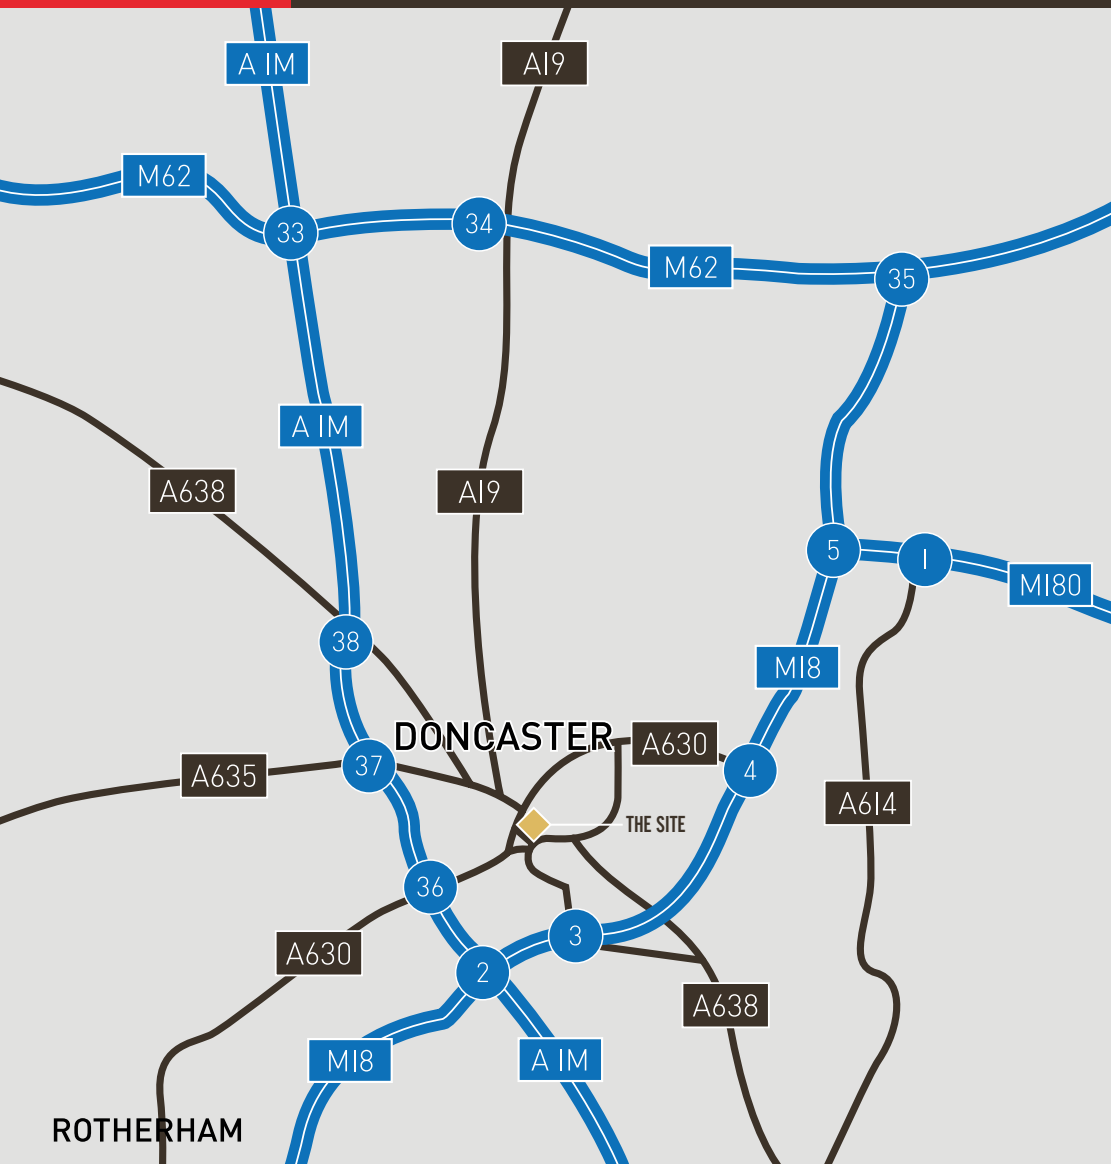 A1M
A19
M62
33
34
M62
35
A1M
A638
A19
5
1
M180
38
M18
DONCASTER
A630
37
A635
4
A614
THE SITE
36
3
A630
2
A638
M18
A1M
ROTHERHAM